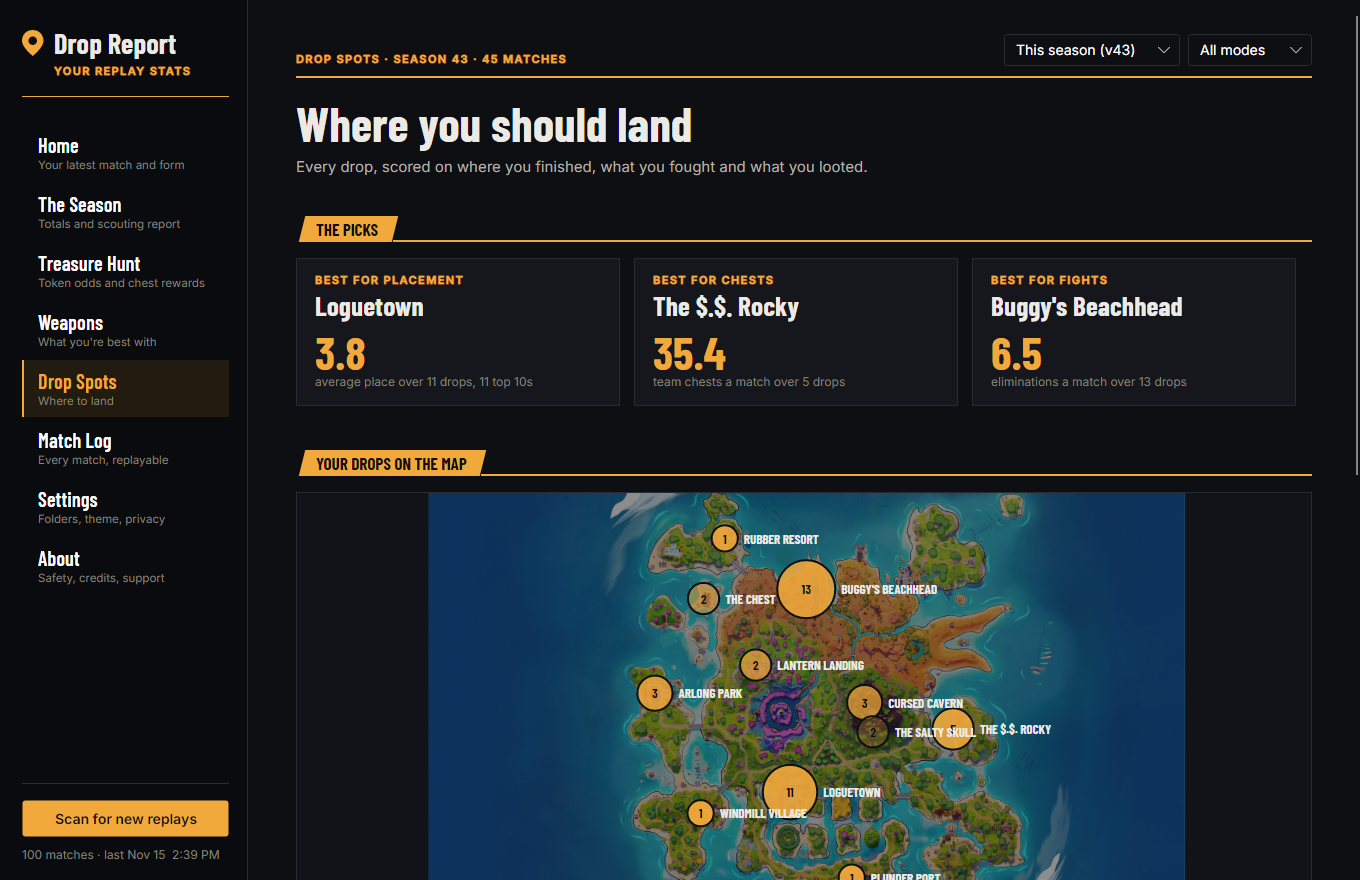 Drop Report
YOUR REPLAY STATS
Home
Your latest match and form
The Season
Totals and scouting report
Treasure Hunt
Token odds and chest rewards
Weapons
What you're best with
Drop Spots
Where to land
Match Log
Every match, replayable
Settings
Folders, theme, privacy
About
Safety, credits, support
Scan for new replays
100 matches · last Nov 15 2:39 PM
DROP SPOTS · SEASON 43 · 45 MATCHES
This season (v43)
All modes
Where you should land
Every drop, scored on where you finished, what you fought and what you looted.
THE PICKS
BEST FOR PLACEMENT
Loguetown
3.8
average place over 11 drops, 11 top 10s
BEST FOR CHESTS
The $.$. Rocky
35.4
team chests a match over 5 drops
BEST FOR FIGHTS
Buggy's Beachhead
6.5
eliminations a match over 13 drops
YOUR DROPS ON THE MAP
1 RUBBER RESORT
13 BUGGY'S BEACHHEAD
2 THE CHEST
2 LANTERN LANDING
3 ARLONG PARK
3 CURSED CAVERN
THE $.$. ROCKY
2 THE SALTY SKULL
11 LOGUETOWN
1 WINDMILL VILLAGE
1 PLUNDER PORT